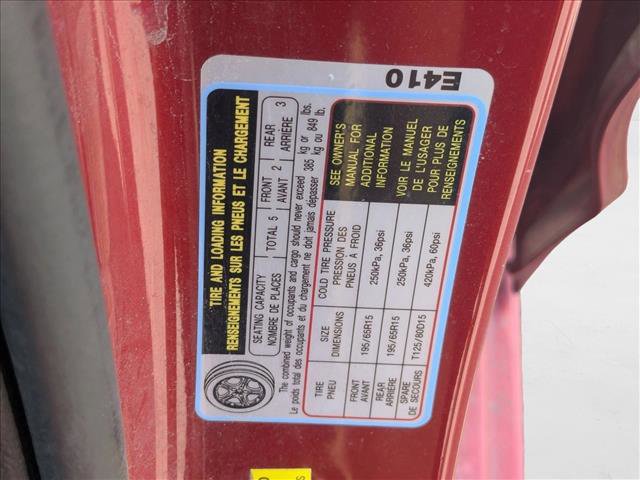 E410
TIRE AND LOADING INFORMATION
RENSEIGNEMENTS SUR LES PNEUS ET LE CHARGEMENT
SEATING CAPACITY
NOMBRE DE PLACES
TOTAL 5
FRONT
AVANT
2
REAR
ARRIÈRE
3
The combined weight of occupants and cargo should never exceed 385 kg or 849 lbs.
Le poids total des occupants et du chargement ne doit jamais dépasser 385 kg ou 849 lb.
TIRE
PNEU
SIZE
DIMENSIONS
COLD TIRE PRESSURE
PRESSION DES
PNEUS À FROID
SEE OWNER'S
MANUAL FOR
ADDITIONAL
INFORMATION
VOIR LE MANUEL
DE L'USAGER
POUR PLUS DE
RENSEIGNEMENTS
FRONT
AVANT
195/65R15
250kPa, 36psi
REAR
ARRIÈRE
195/65R15
250kPa, 36psi
SPARE
DE SECOURS
T125/80D15
420kPa, 60psi